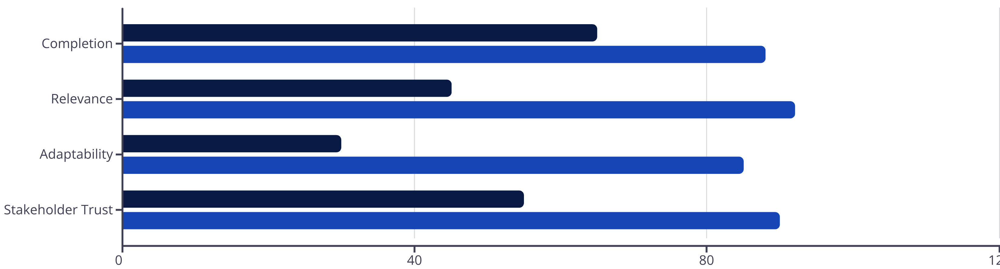 Completion
Relevance
Adaptability
Stakeholder Trust
0 40 80